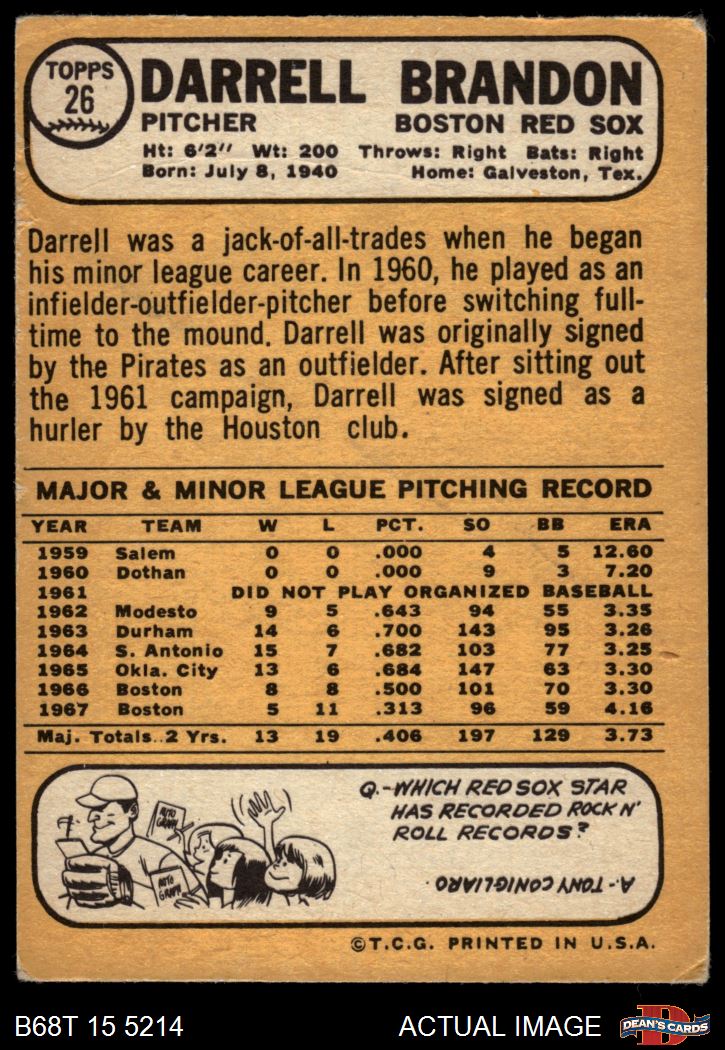 TOPPS
26
DARRELL BRANDON
PITCHER BOSTON RED SOX
Ht: 6'2" Wt: 200 Throws: Right Bats: Right
Born: July 8, 1940 Home: Galveston, Tex.
Darrell was a jack-of-all-trades when he began
his minor league career. In 1960, he played as an
infielder-outfielder-pitcher before switching full-
time to the mound. Darrell was originally signed
by the Pirates as an outfielder. After sitting out
the 1961 campaign, Darrell was signed as a
hurler by the Houston club.
MAJOR & MINOR LEAGUE PITCHING RECORD
YEAR TEAM W L PCT. SO BB ERA
1959 Salem 0 0 .000 4 5 12.60
1960 Dothan 0 0 .000 9 3 7.20
1961 DID NOT PLAY ORGANIZED BASEBALL
1962 Modesto 9 5 .643 94 55 3.35
1963 Durham 14 6 .700 143 95 3.26
1964 S. Antonio 15 7 .682 103 77 3.25
1965 Okla. City 13 6 .684 147 63 3.30
1966 Boston 8 8 .500 101 70 3.30
1967 Boston 5 11 .313 96 59 4.16
Maj. Totals..2 Yrs. 13 19 .406 197 129 3.73
AUTO
GRAPH
AUTO
GRAPH
Q.-WHICH RED SOX STAR
HAS RECORDED ROCK N'
ROLL RECORDS?
A.-TONY CONIGLIARO.
©T.C.G. PRINTED IN U.S.A.
B68T 15 5214 ACTUAL IMAGE
D
DEAN'S CARDS